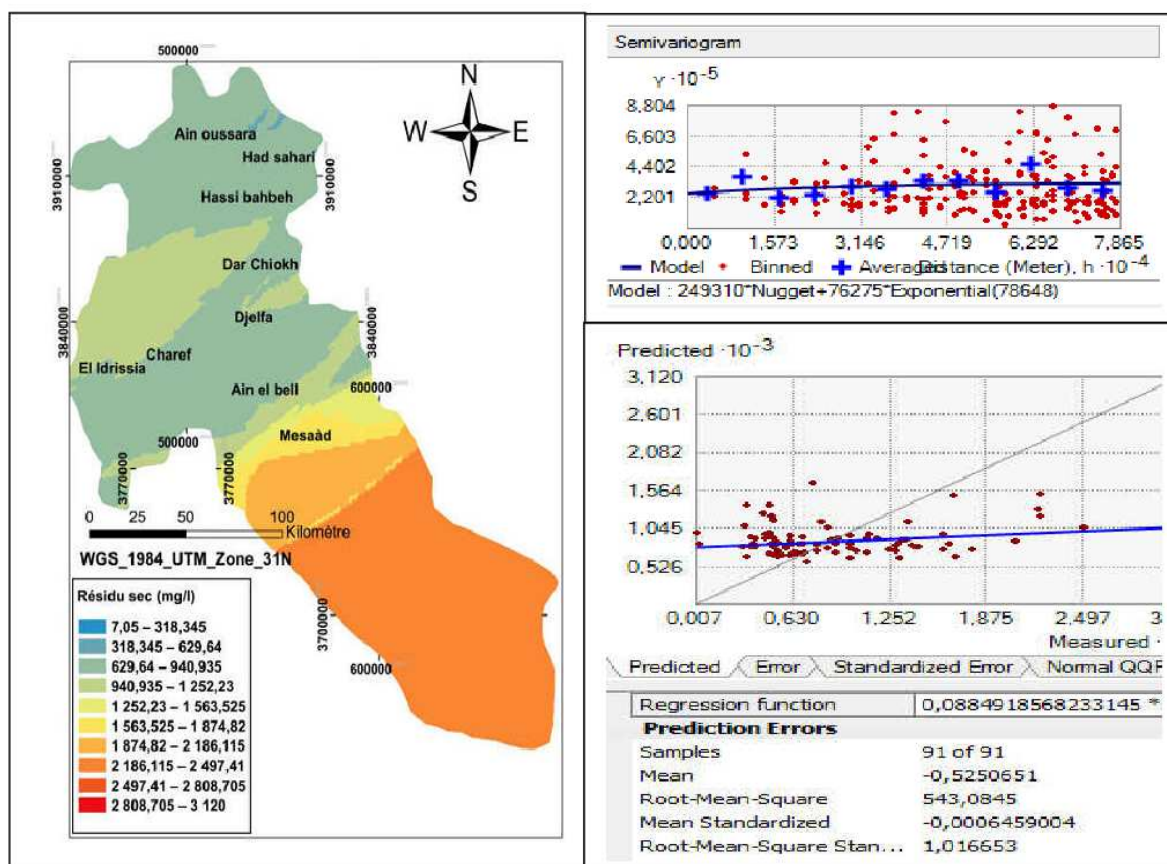 500000
N
W
E
S
Ain oussara
Had sahari
3910000
3910000
Hassi bahbeh
Dar Chiokh
Djelfa
3840000
3840000
Charef
El Idrissia
Ain el bell
600000
Mesaàd
500000
3770000
3770000
0 50 100
Kilomètre
WGS_1984_UTM_Zone_31N
3700000
600000
Résidu sec (mg/l)
7,05 – 318,345
318,345 – 629,64
629,64 – 940,935
940,935 – 1 252,23
1 252,23 – 1 563,525
1 563,525 – 1 874,82
1 874,82 – 2 186,115
2 186,115 – 2 497,41
2 497,41 – 2 808,705
2 808,705 – 3 120
Semivariogram
γ ·10⁻⁵
8,804
6,603
4,402
2,201
0,000 1,573 3,146 4,719 6,292 7,865
Model Binned Averaged Distance (Meter), h ·10⁻⁴
Model : 249310*Nugget+76275*Exponential(78648)
Predicted ·10⁻³
3,120
2,601
2,082
1,564
1,045
0,526
0,007 0,630 1,252 1,875 2,497 3
Measured ·
Predicted Error Standardized Error Normal QQP
Regression function 0,0884918568233145 *
Prediction Errors
Samples 91 of 91
Mean -0,5250651
Root-Mean-Square 543,0845
Mean Standardized -0,0006459004
Root-Mean-Square Stan... 1,016653